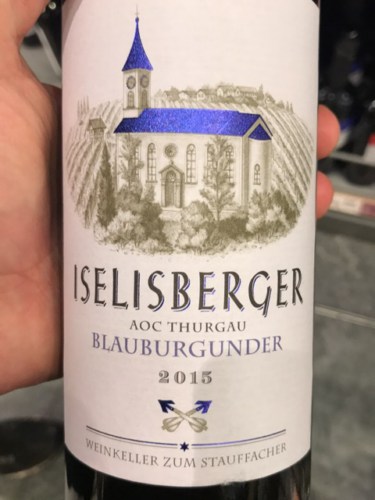 ISELISBERGER
AOC THURGAU
BLAUBURGUNDER
2015
WEINKELLER ZUM STAUFFACHER